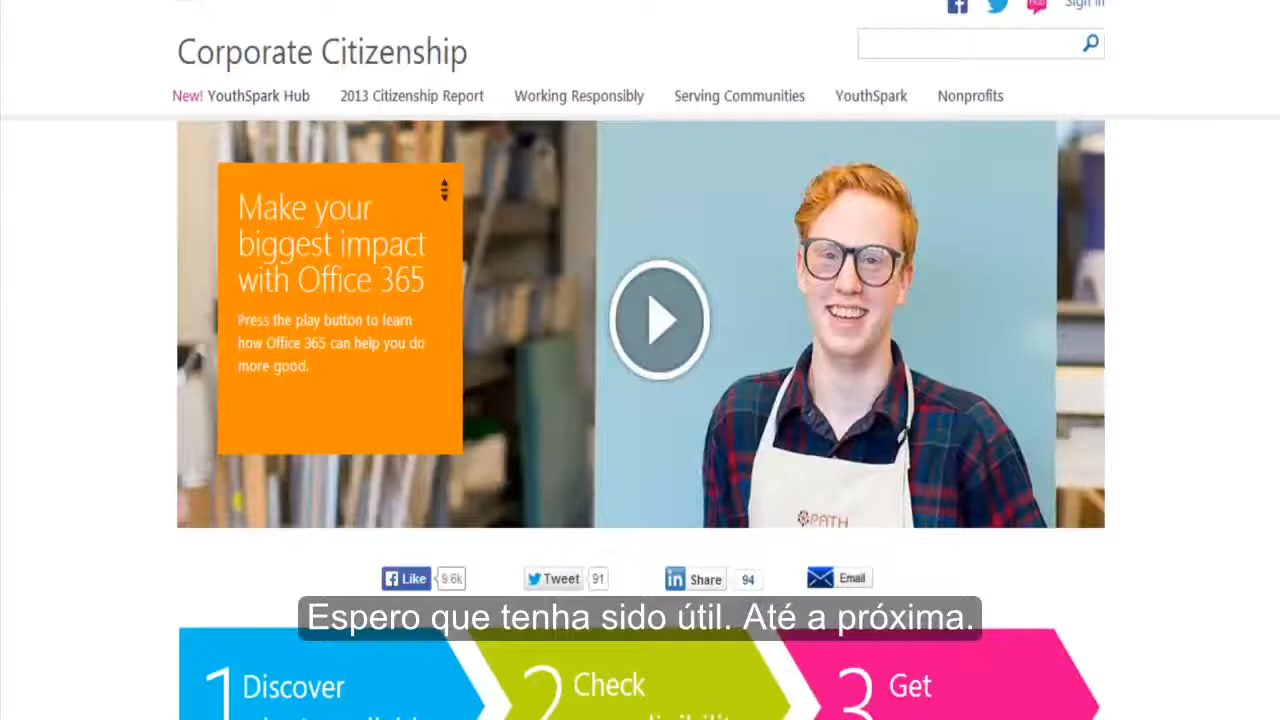 Sign in
Corporate Citizenship
New! YouthSpark Hub 2013 Citizenship Report Working Responsibly Serving Communities YouthSpark Nonprofits
Make your
biggest impact
with Office 365
Press the play button to learn
how Office 365 can help you do
more good.
PATH
Like 9.6k Tweet 91 Share 94 Email
Espero que tenha sido útil. Até a próxima.
1 Discover
2 Check
3 Get